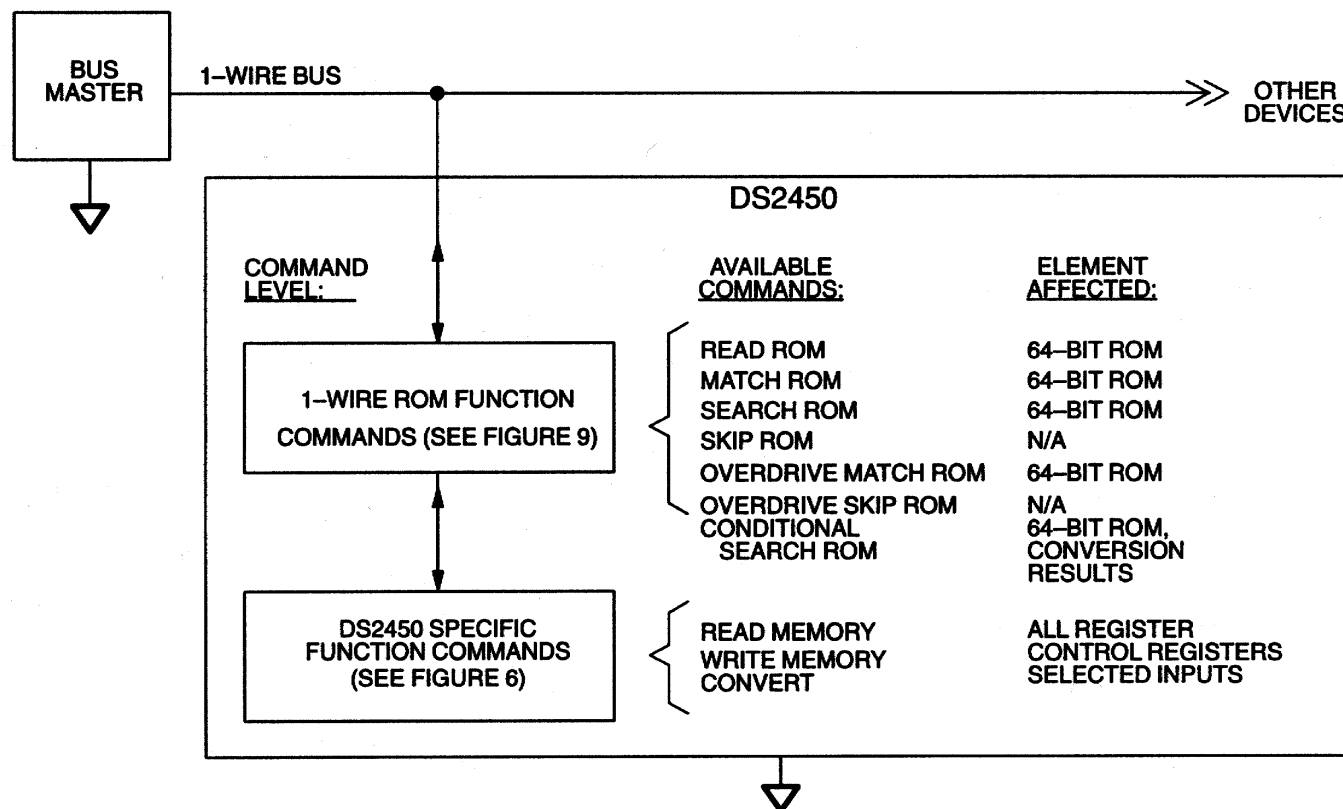 BUS
MASTER
1–WIRE BUS
OTHER
DEVICES
DS2450
COMMAND
LEVEL:
AVAILABLE
COMMANDS:
ELEMENT
AFFECTED:
1–WIRE ROM FUNCTION
COMMANDS (SEE FIGURE 9)
READ ROM 64–BIT ROM
MATCH ROM 64–BIT ROM
SEARCH ROM 64–BIT ROM
SKIP ROM N/A
OVERDRIVE MATCH ROM 64–BIT ROM
OVERDRIVE SKIP ROM N/A
CONDITIONAL 64–BIT ROM,
SEARCH ROM CONVERSION
RESULTS
DS2450 SPECIFIC
FUNCTION COMMANDS
(SEE FIGURE 6)
READ MEMORY ALL REGISTER
WRITE MEMORY CONTROL REGISTERS
CONVERT SELECTED INPUTS